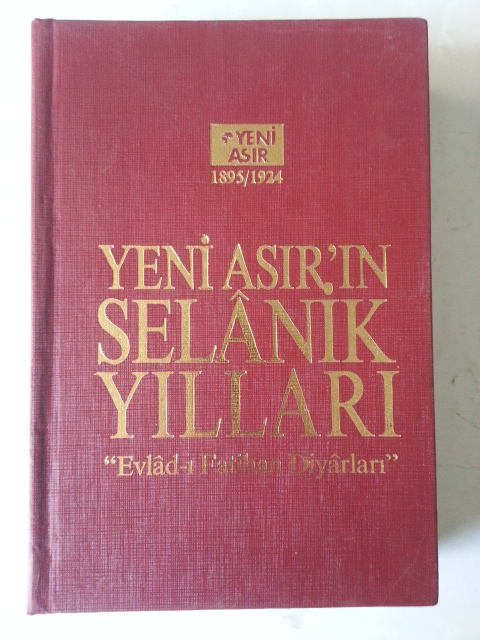 YENİ
ASIR
1895/1924
YENİ ASIR'IN
SELÂNİK
YILLARI
“Evlâd-ı Fatihan Diyârları”